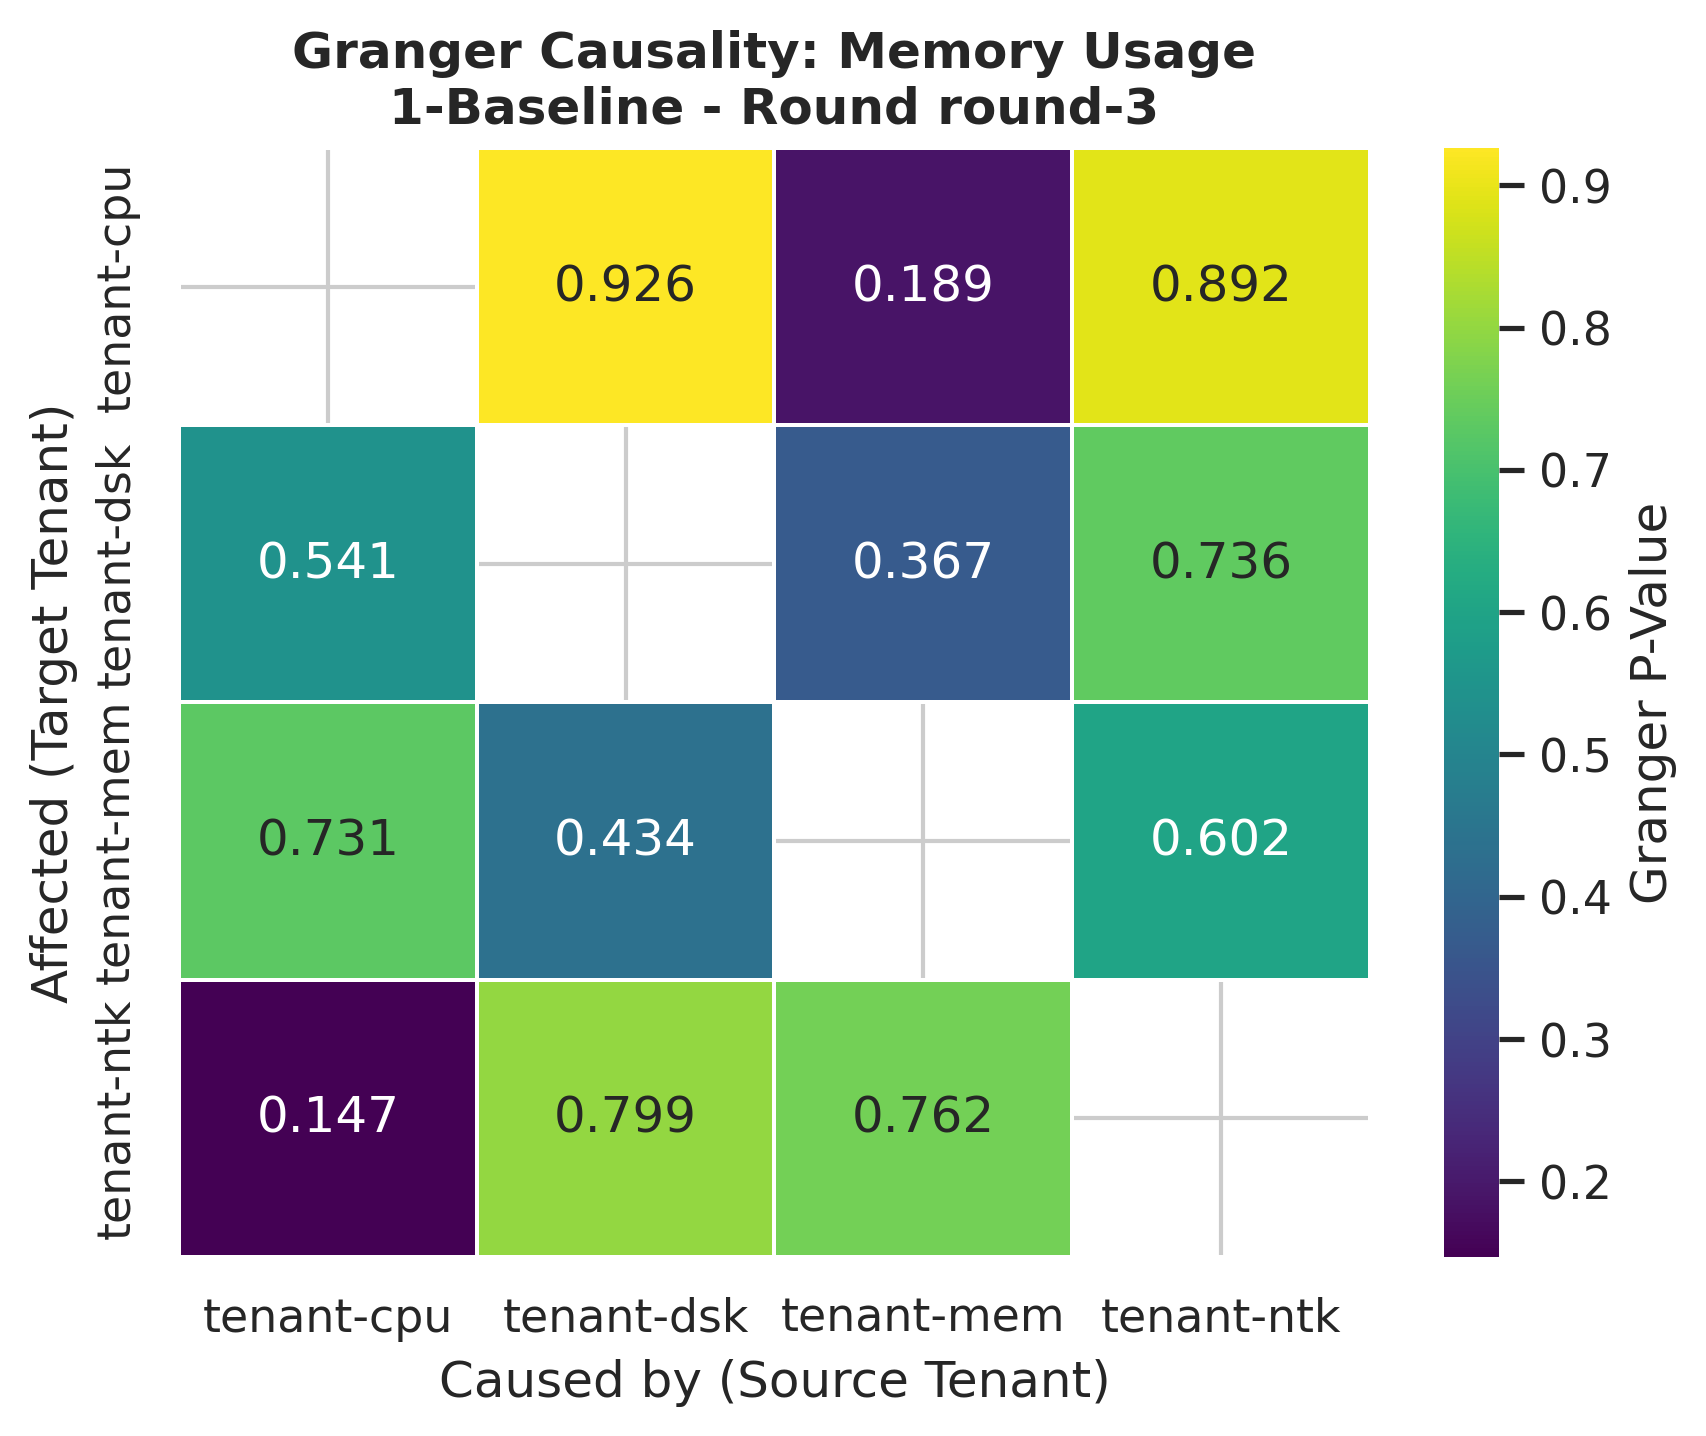 Granger Causality: Memory Usage
1-Baseline - Round round-3
Affected (Target Tenant)
tenant-cpu
0.926
0.189
0.892
tenant-dsk
0.541
0.367
0.736
tenant-mem
0.731
0.434
0.602
tenant-ntk
0.147
0.799
0.762
tenant-cpu
tenant-dsk
tenant-mem
tenant-ntk
Caused by (Source Tenant)
0.9
0.8
0.7
0.6
0.5
0.4
0.3
0.2
Granger P-Value